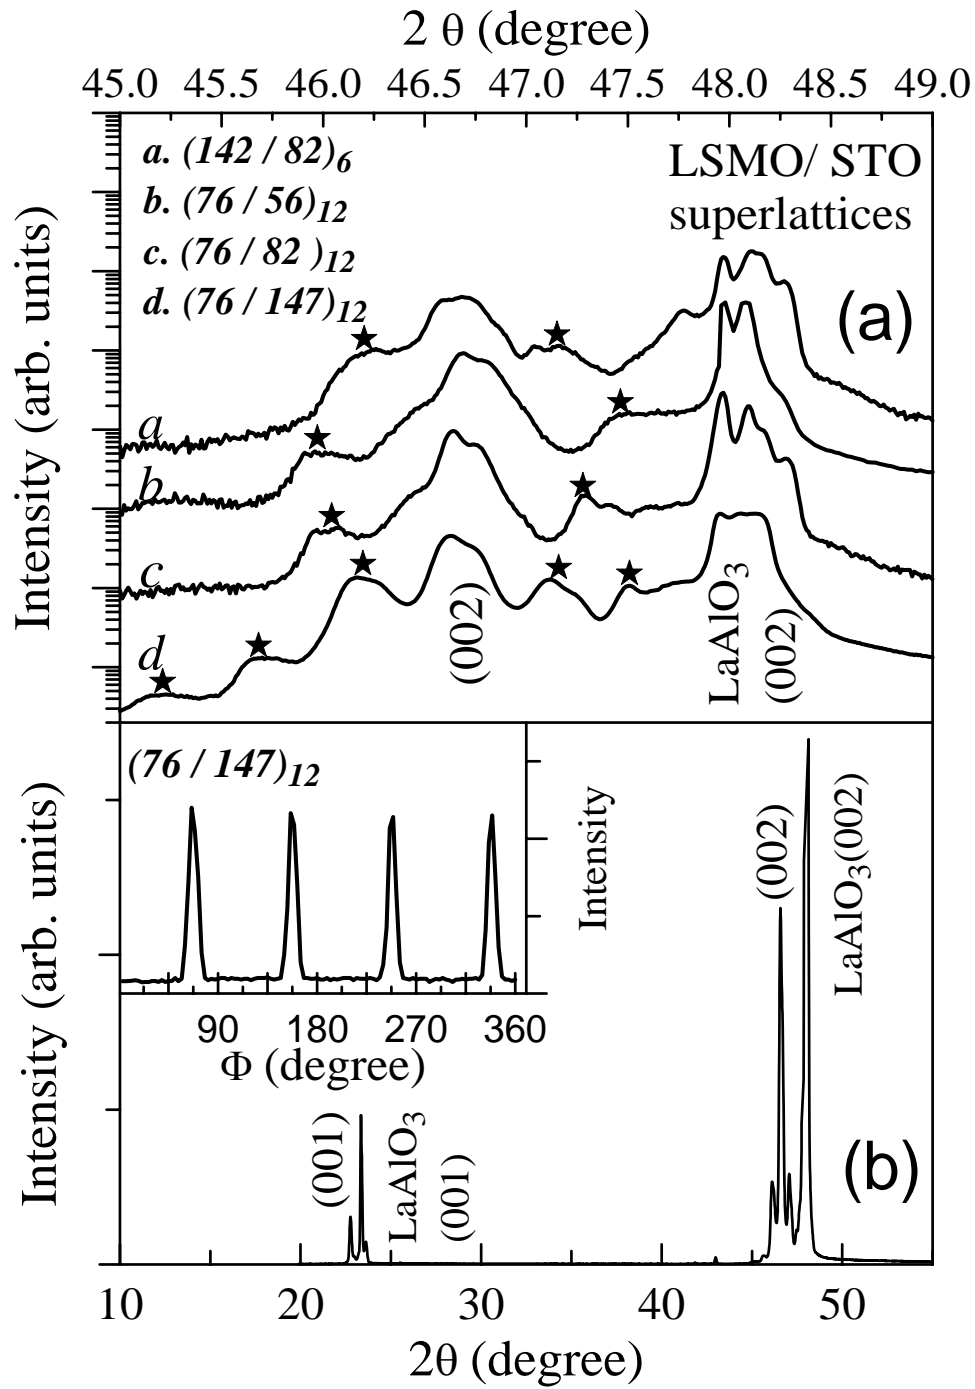 2 θ (degree)
45.0 45.5 46.0 46.5 47.0 47.5 48.0 48.5 49.0
a. (142 / 82)6
b. (76 / 56)12
c. (76 / 82 )12
d. (76 / 147)12
LSMO/ STO
superlattices
(a)
Intensity (arb. units)
a
b
c
d
(002)
LaAlO3
(002)
(76 / 147)12
Intensity
90 180 270 360
Φ (degree)
(001)
LaAlO3
(001)
(002)
LaAlO3(002)
(b)
Intensity (arb. units)
10 20 30 40 50
2θ (degree)